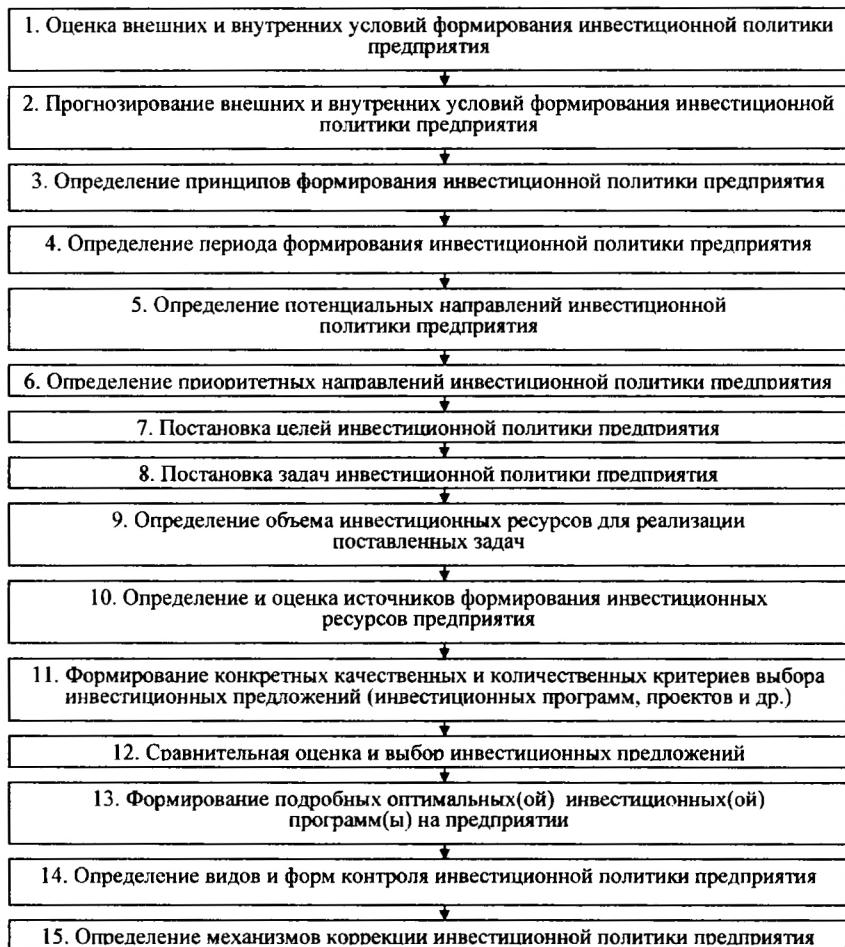 1. Оценка внешних и внутренних условий формирования инвестиционной политики
предприятия
2. Прогнозирование внешних и внутренних условий формирования инвестиционной
политики предприятия
3. Определение принципов формирования инвестиционной политики предприятия
4. Определение периода формирования инвестиционной политики предприятия
5. Определение потенциальных направлений инвестиционной
политики предприятия
6. Определение приоритетных направлений инвестиционной политики предприятия
7. Постановка целей инвестиционной политики предприятия
8. Постановка задач инвестиционной политики предприятия
9. Определение объема инвестиционных ресурсов для реализации
поставленных задач
10. Определение и оценка источников формирования инвестиционных
ресурсов предприятия
11. Формирование конкретных качественных и количественных критериев выбора
инвестиционных предложений (инвестиционных программ, проектов и др.)
12. Сравнительная оценка и выбор инвестиционных предложений
13. Формирование подробных оптимальных(ой) инвестиционных(ой)
программ(ы) на предприятии
14. Определение видов и форм контроля инвестиционной политики предприятия
15. Определение механизмов коррекции инвестиционной политики предприятия